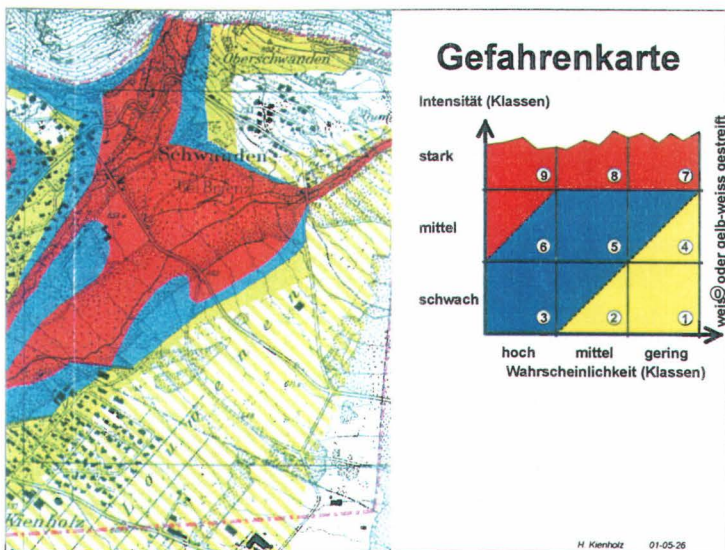 Gefahrenkarte
Intensität (Klassen)
stark
mittel
schwach
9
8
7
6
5
4
3
2
1
hoch
mittel
gering
Wahrscheinlichkeit (Klassen)
weiss oder gelb-weiss gestreift
0
Oberschwanden
Schwanden
Kienholz
H. Kienholz 01-05-26